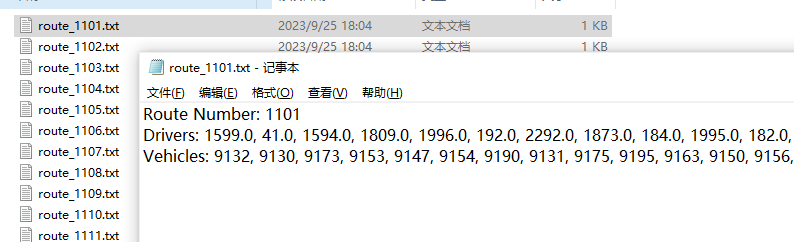 route_1101.txt 2023/9/25 18:04 文本文档 1 KB
route_1102.txt 2023/9/25 18:04 文本文档 1 KB
route_1103.txt
route_1104.txt
route_1105.txt
route_1106.txt
route_1107.txt
route_1108.txt
route_1109.txt
route_1110.txt
route_1111.txt
route_1101.txt - 记事本
文件(F) 编辑(E) 格式(O) 查看(V) 帮助(H)
Route Number: 1101
Drivers: 1599.0, 41.0, 1594.0, 1809.0, 1996.0, 192.0, 2292.0, 1873.0, 184.0, 1995.0, 182.0,
Vehicles: 9132, 9130, 9173, 9153, 9147, 9154, 9190, 9131, 9175, 9195, 9163, 9150, 9156,